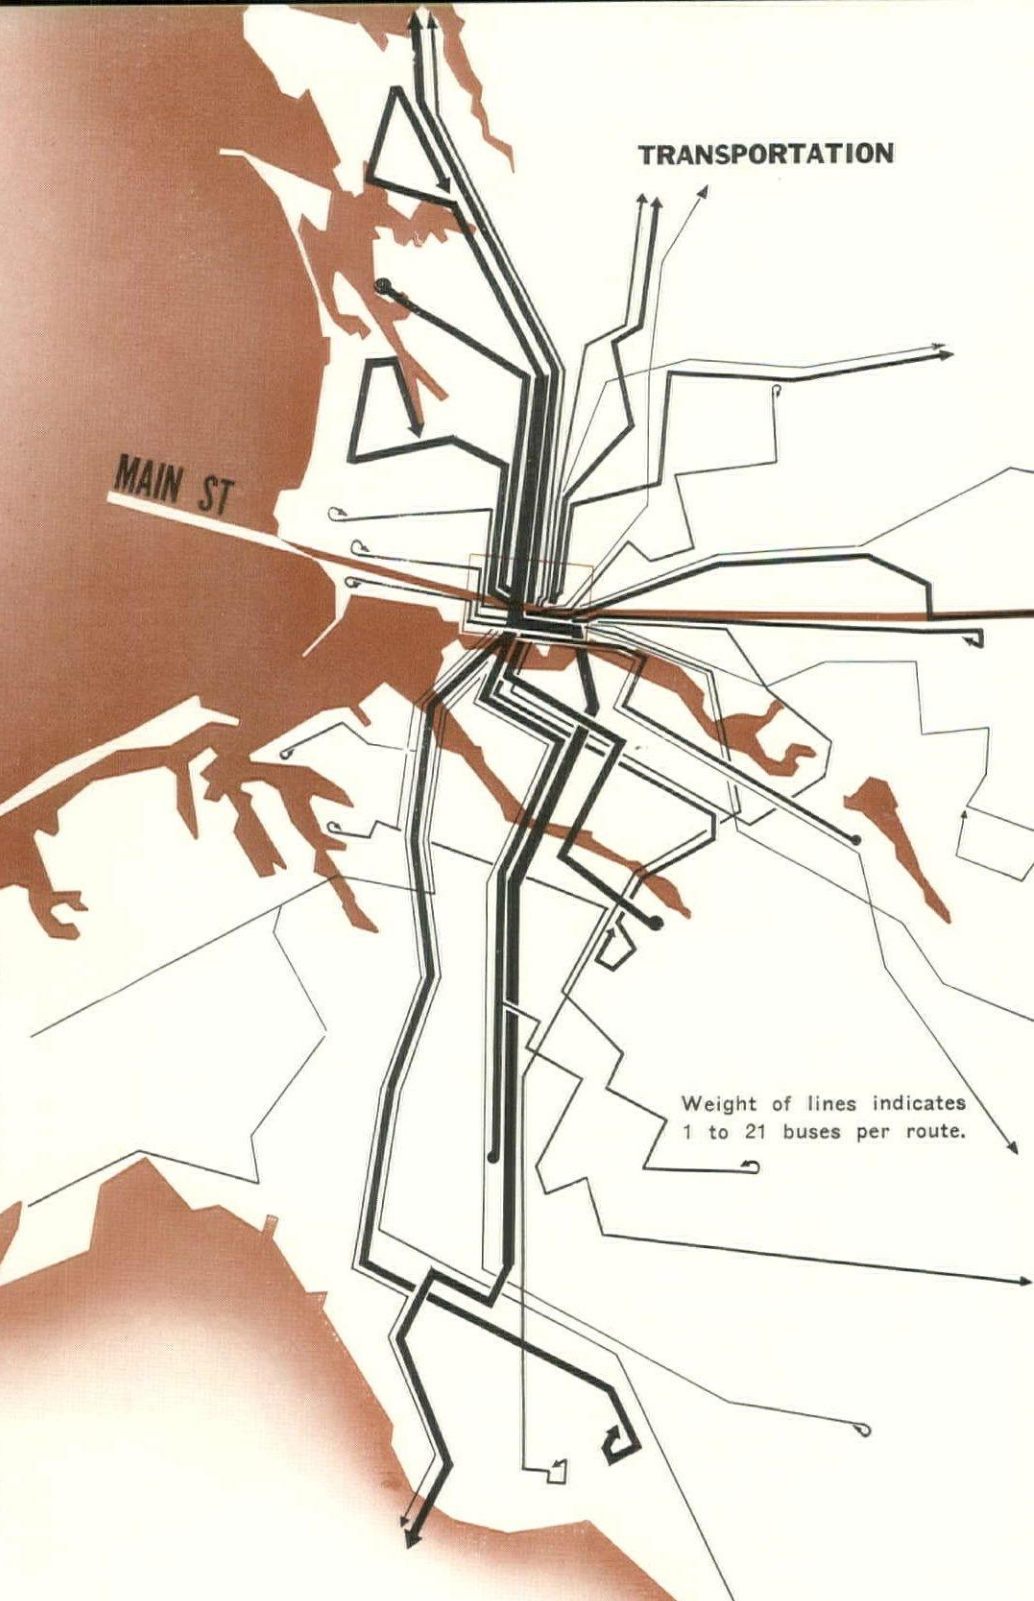 TRANSPORTATION
MAIN ST
Weight of lines indicates
1 to 21 buses per route.